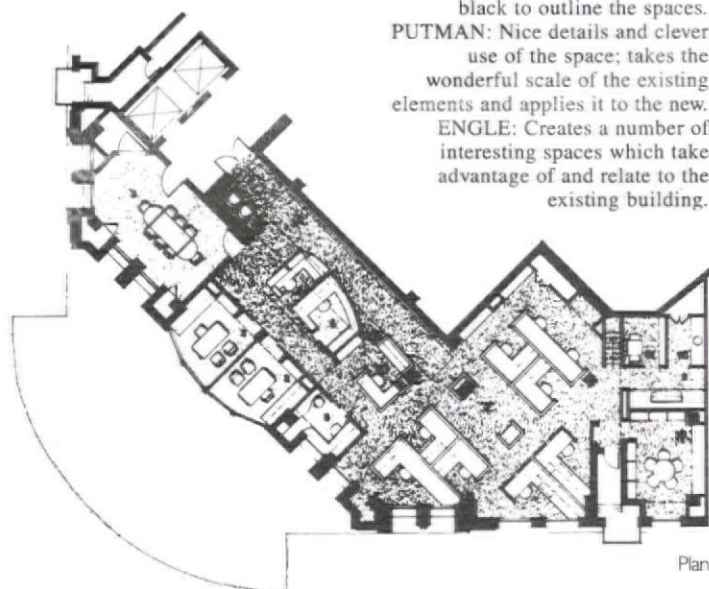 black to outline the spaces.
PUTMAN: Nice details and clever
use of the space; takes the
wonderful scale of the existing
elements and applies it to the new.
ENGLE: Creates a number of
interesting spaces which take
advantage of and relate to the
existing building.
Plan